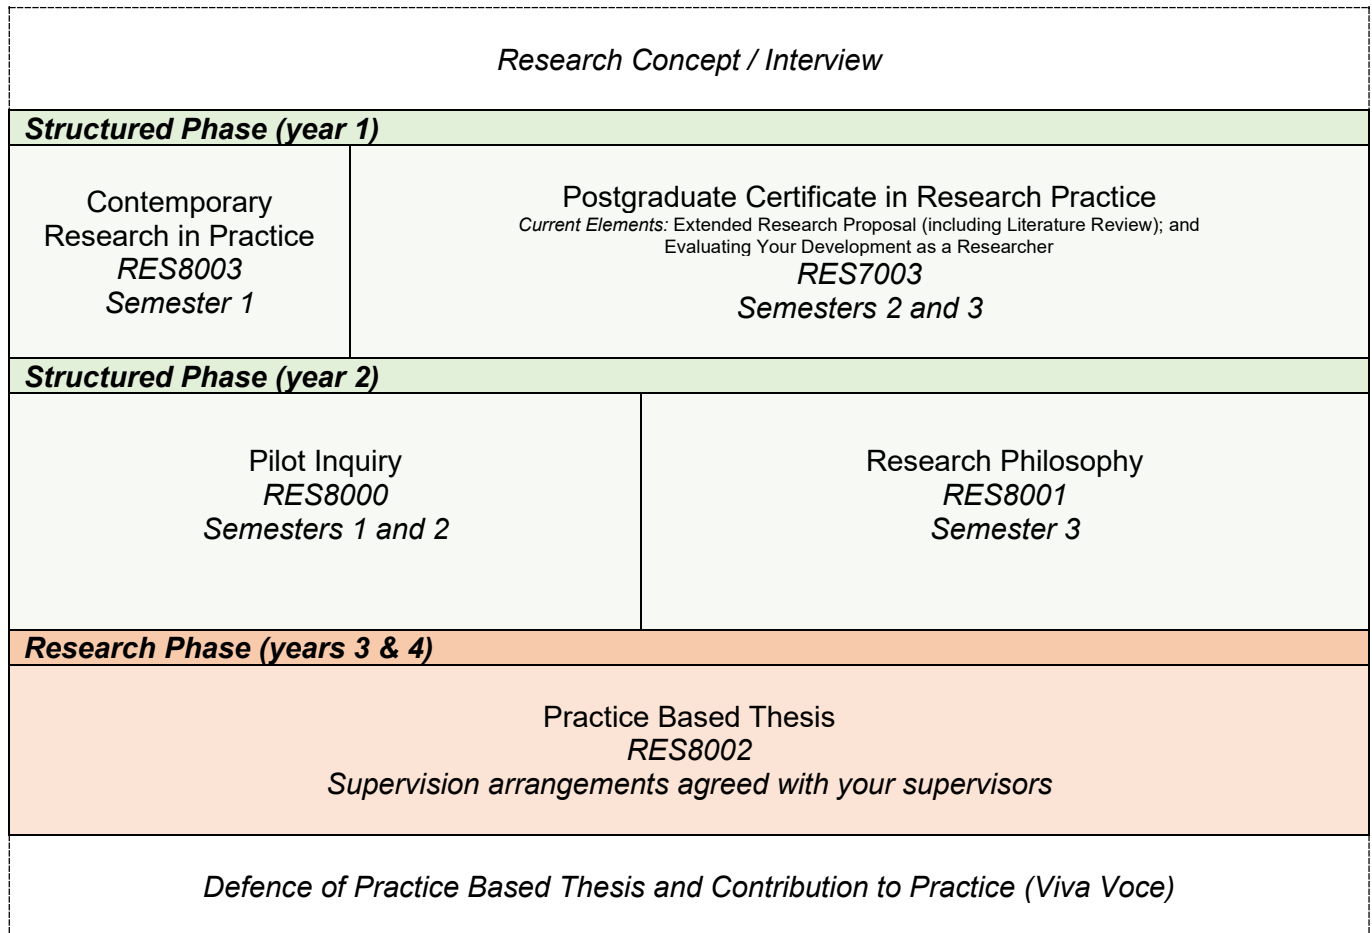 Research Concept / Interview
Structured Phase (year 1)
Contemporary
Research in Practice
RES8003
Semester 1
Postgraduate Certificate in Research Practice
Current Elements: Extended Research Proposal (including Literature Review); and
Evaluating Your Development as a Researcher
RES7003
Semesters 2 and 3
Structured Phase (year 2)
Pilot Inquiry
RES8000
Semesters 1 and 2
Research Philosophy
RES8001
Semester 3
Research Phase (years 3 & 4)
Practice Based Thesis
RES8002
Supervision arrangements agreed with your supervisors
Defence of Practice Based Thesis and Contribution to Practice (Viva Voce)